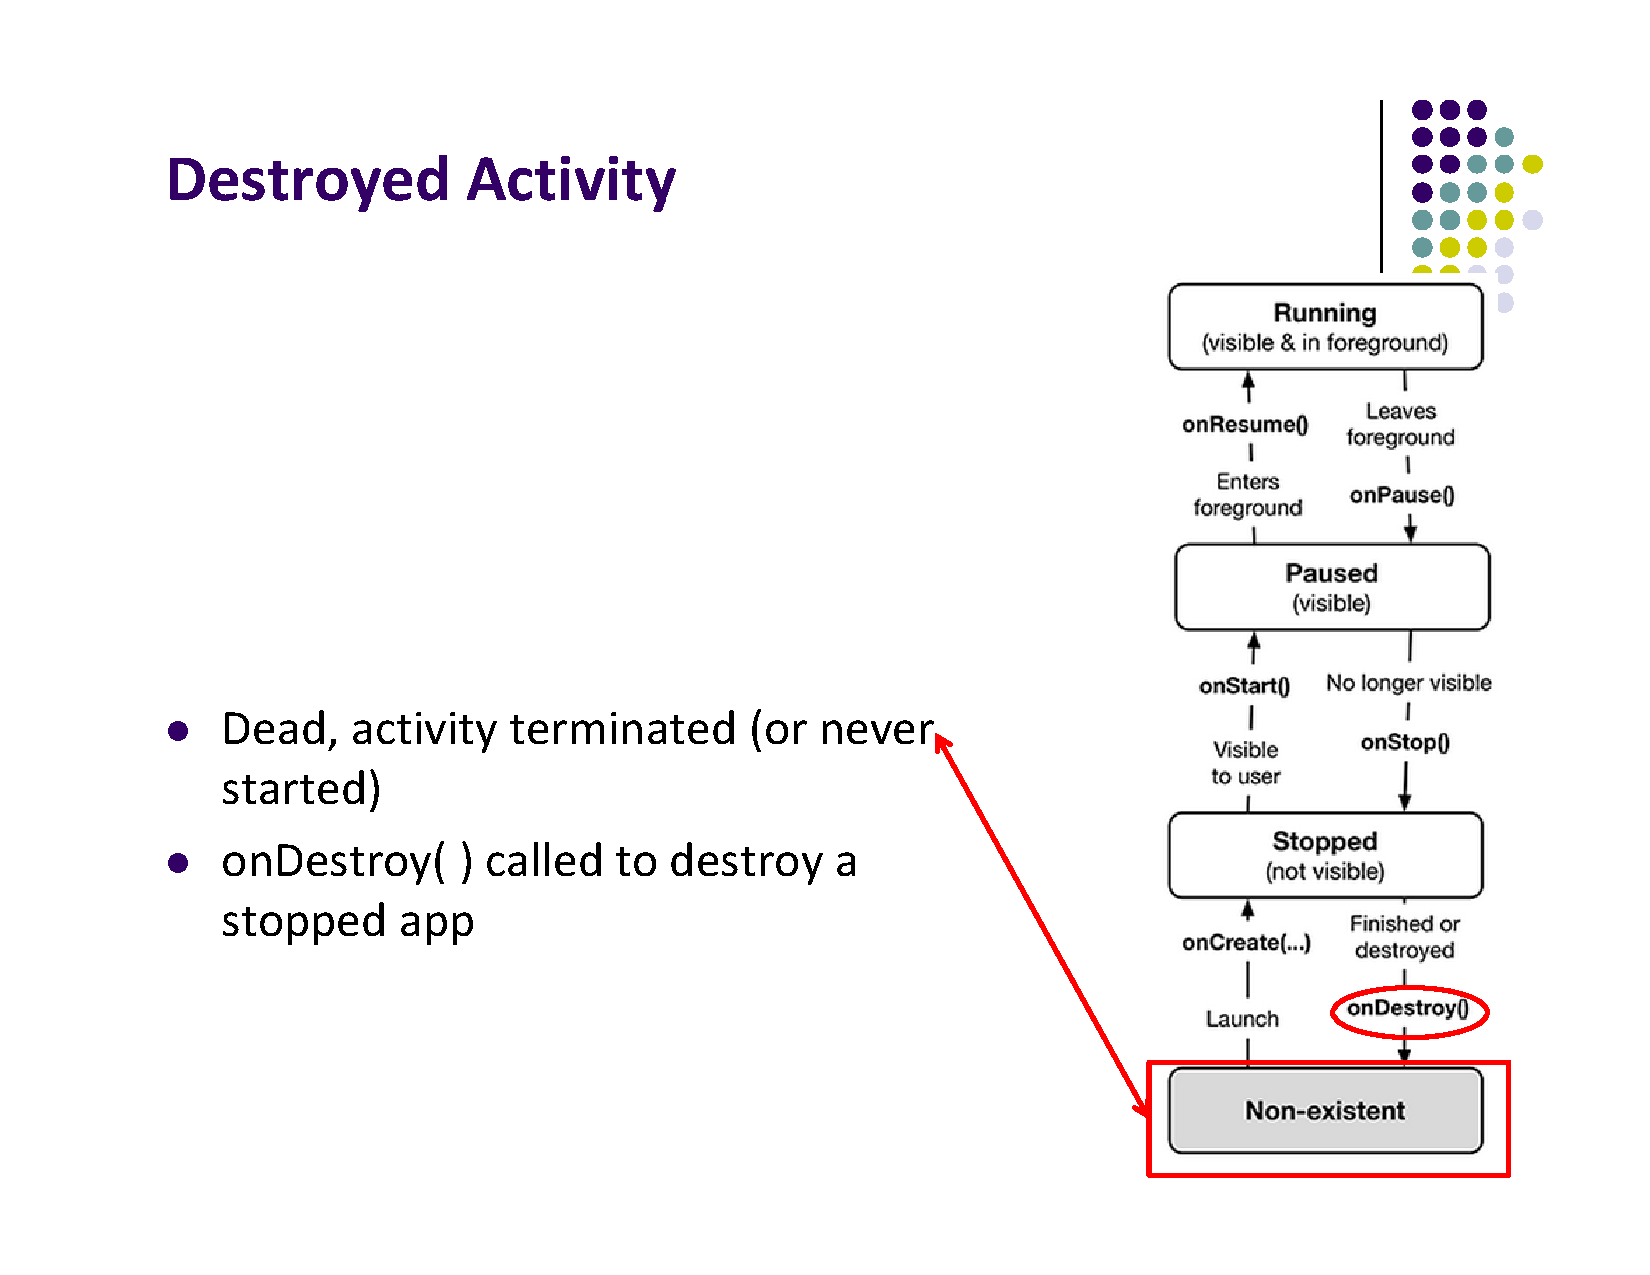 Destroyed Activity
Dead, activity terminated (or never
started)
onDestroy( ) called to destroy a
stopped app
Running
(visible & in foreground)
onResume()
Enters
foreground
Leaves
foreground
onPause()
Paused
(visible)
onStart()
Visible
to user
No longer visible
onStop()
Stopped
(not visible)
onCreate(...)
Launch
Finished or
destroyed
onDestroy()
Non-existent